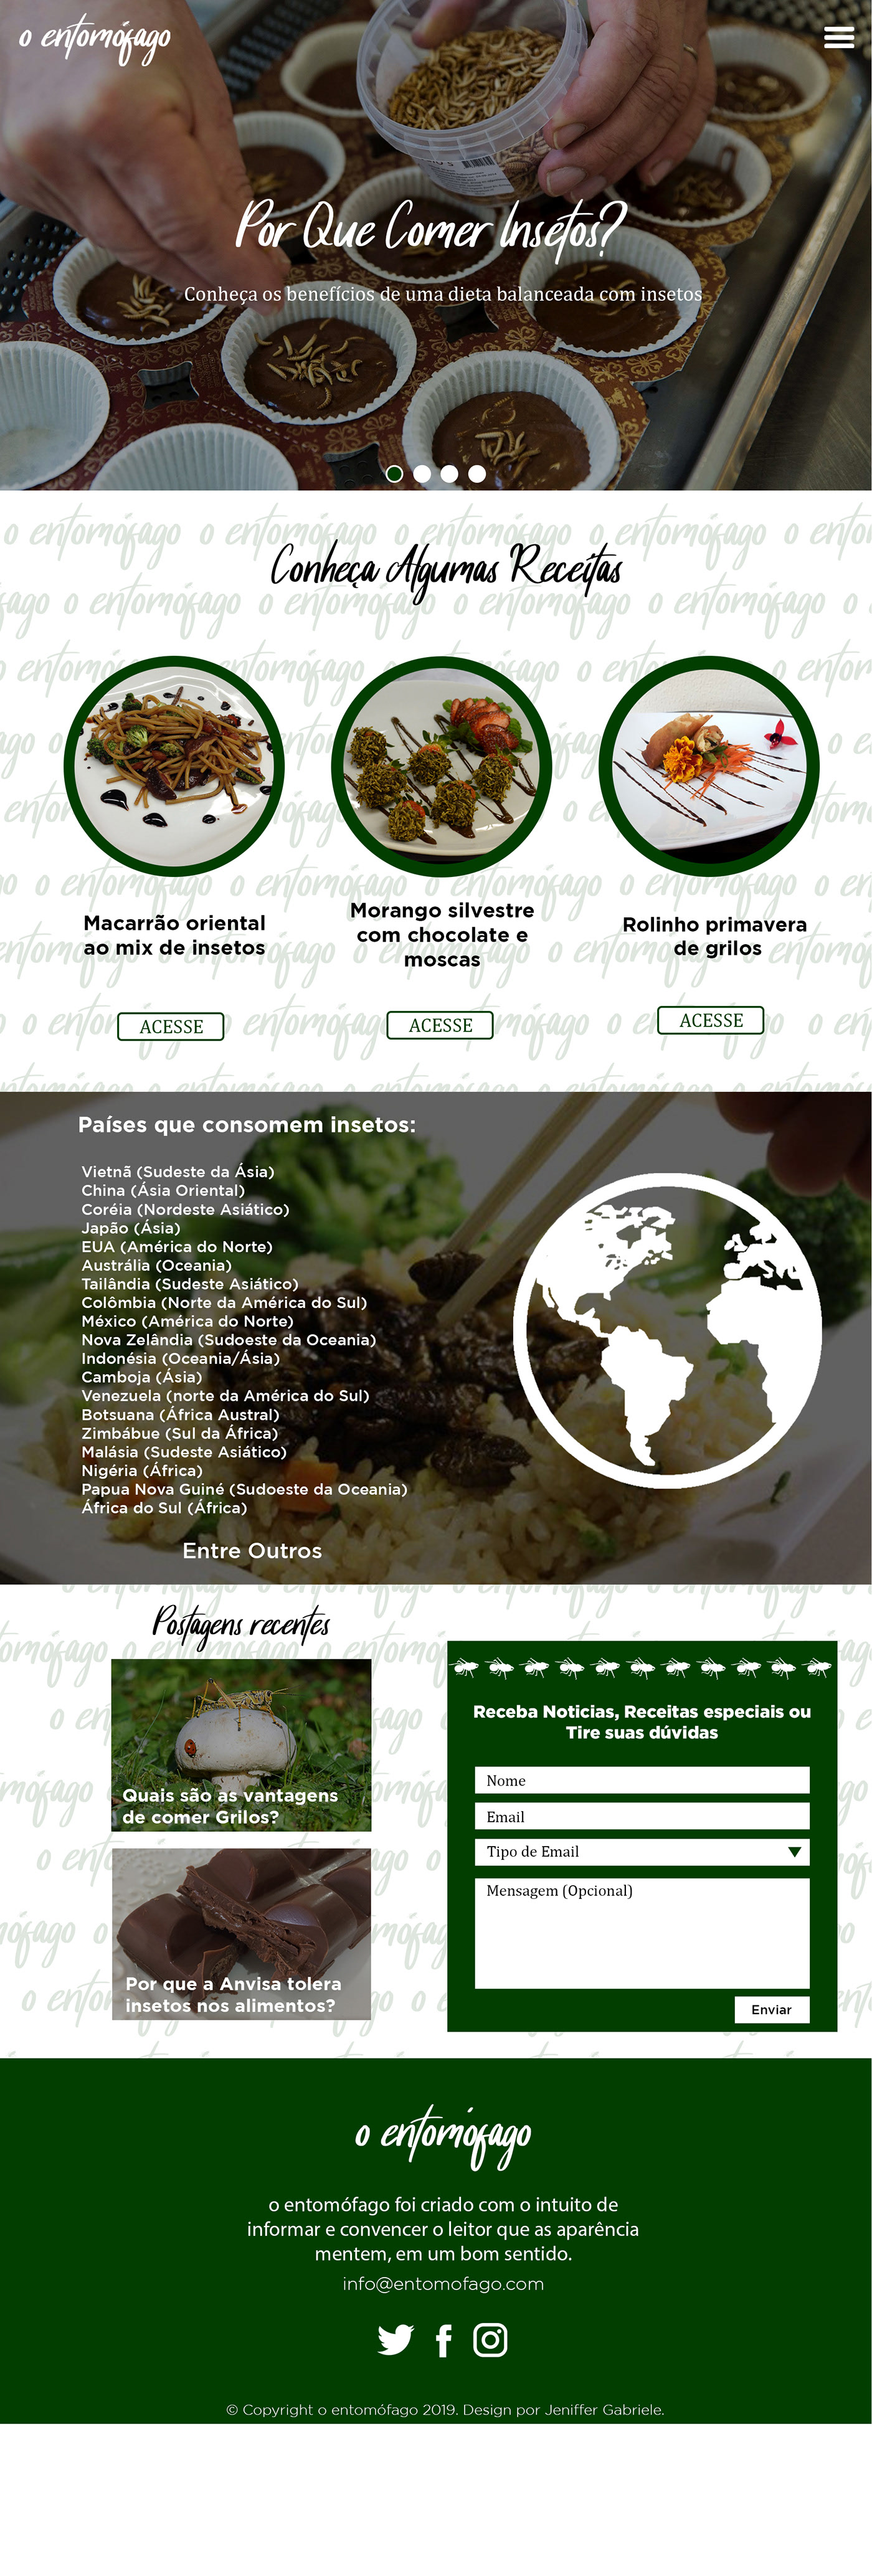 o entomófago
Por Que Comer Insetos?
Conheça os benefícios de uma dieta balanceada com insetos
Conheça Algumas Receitas
Macarrão oriental
ao mix de insetos
ACESSE
Morango silvestre
com chocolate e
moscas
ACESSE
Rolinho primavera
de grilos
ACESSE
Países que consomem insetos:
Vietnã (Sudeste da Ásia)
China (Ásia Oriental)
Coréia (Nordeste Asiático)
Japão (Ásia)
EUA (América do Norte)
Austrália (Oceania)
Tailândia (Sudeste Asiático)
Colômbia (Norte da América do Sul)
México (América do Norte)
Nova Zelândia (Sudoeste da Oceania)
Indonésia (Oceania/Ásia)
Camboja (Ásia)
Venezuela (norte da América do Sul)
Botsuana (África Austral)
Zimbábue (Sul da África)
Malásia (Sudeste Asiático)
Nigéria (África)
Papua Nova Guiné (Sudoeste da Oceania)
África do Sul (África)
Entre Outros
Postagens recentes
Quais são as vantagens
de comer Grilos?
Por que a Anvisa tolera
insetos nos alimentos?
Receba Noticias, Receitas especiais ou
Tire suas dúvidas
Nome
Email
Tipo de Email
Mensagem (Opcional)
Enviar
o entomófago
o entomófago foi criado com o intuito de
informar e convencer o leitor que as aparência
mentem, em um bom sentido.
info@entomofago.com
© Copyright o entomófago 2019. Design por Jeniffer Gabriele.